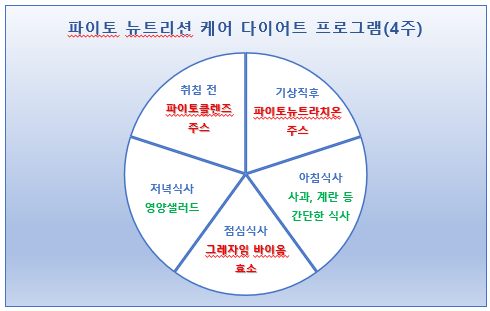 파이토 뉴트리션 케어 다이어트 프로그램(4주)
취침 전
파이토클렌즈
주스
기상직후
파이토뉴트라치온
주스
아침식사
사과, 계란 등
간단한 식사
점심식사
그레자임 바이옴
효소
저녁식사
영양샐러드